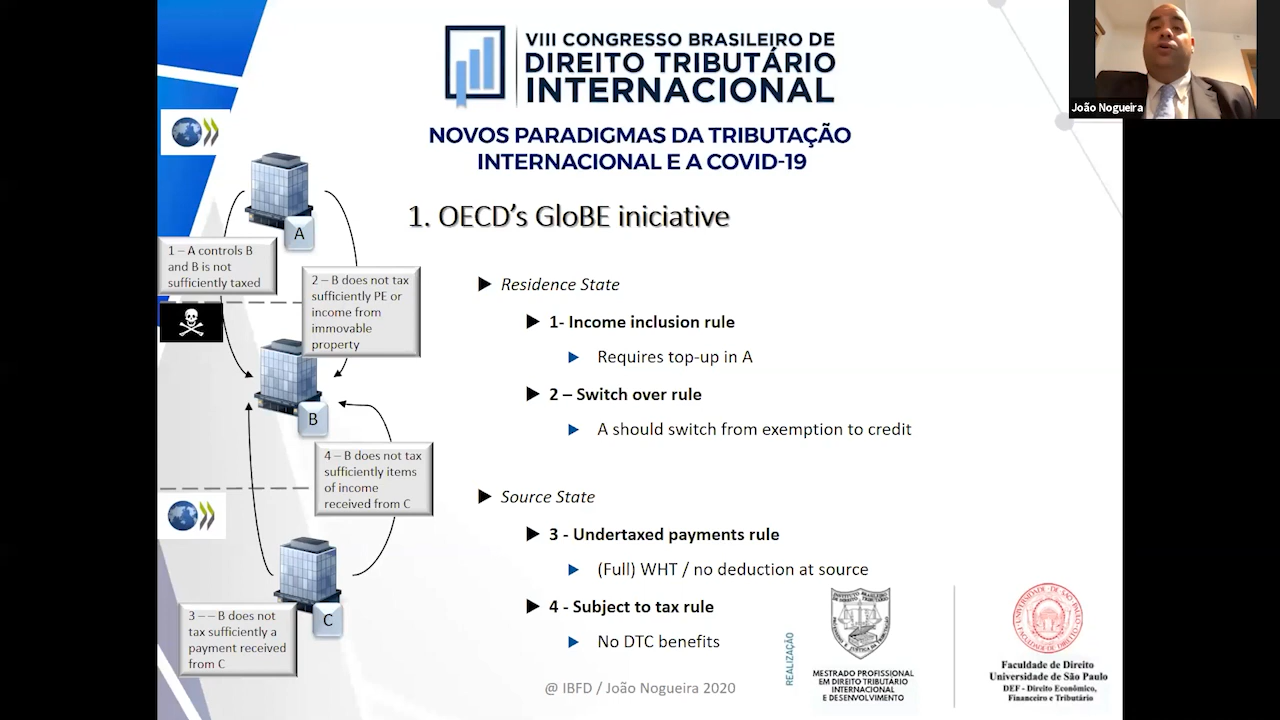 VIII CONGRESSO BRASILEIRO DE
DIREITO TRIBUTÁRIO
INTERNACIONAL
NOVOS PARADIGMAS DA TRIBUTAÇÃO
INTERNACIONAL E A COVID-19
João Nogueira
1. OECD's GloBE iniciative
A
1 – A controls B
and B is not
sufficiently taxed
2 – B does not tax
sufficiently PE or
income from
immovable
property
B
4 – B does not tax
sufficiently items
of income
received from C
C
3 – – B does not
tax sufficiently a
payment received
from C
Residence State
1- Income inclusion rule
Requires top-up in A
2 – Switch over rule
A should switch from exemption to credit
Source State
3 - Undertaxed payments rule
(Full) WHT / no deduction at source
4 - Subject to tax rule
No DTC benefits
@ IBFD / João Nogueira 2020
REALIZAÇÃO
MESTRADO PROFISSIONAL
EM DIREITO TRIBUTÁRIO
INTERNACIONAL
E DESENVOLVIMENTO
Faculdade de Direito
Universidade de São Paulo
DEF - Direito Econômico,
Financeiro e Tributário